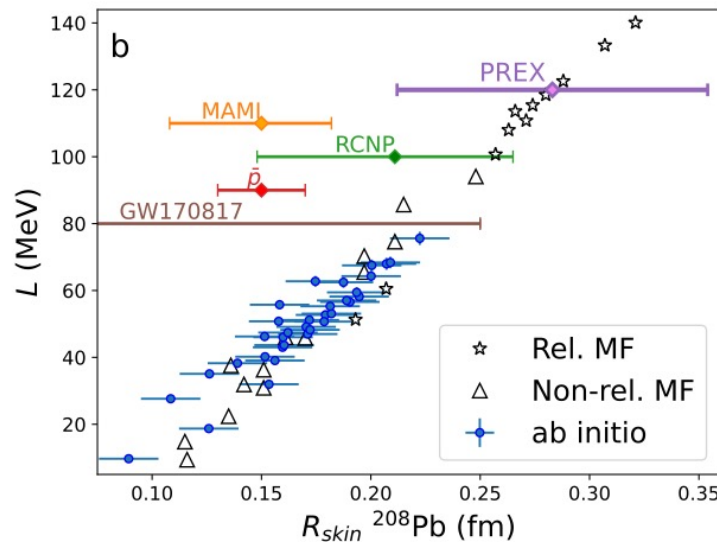 b
140
120
100
80
60
40
20
L (MeV)
PREX
MAMI
RCNP
p̄
GW170817
Rel. MF
Non-rel. MF
ab initio
0.10 0.15 0.20 0.25 0.30 0.35
R_skin ²⁰⁸Pb (fm)